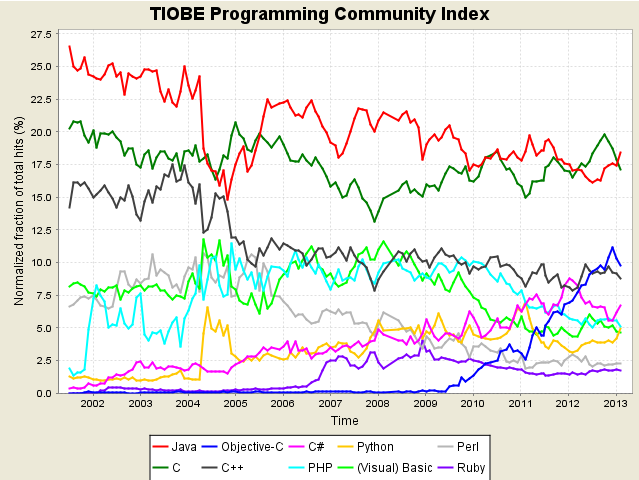 TIOBE Programming Community Index
Normalized fraction of total hits (%)
27.5
25.0
22.5
20.0
17.5
15.0
12.5
10.0
7.5
5.0
2.5
0.0
2002 2003 2004 2005 2006 2007 2008 2009 2010 2011 2012 2013
Time
Java Objective-C C# Python Perl
C C++ PHP (Visual) Basic Ruby